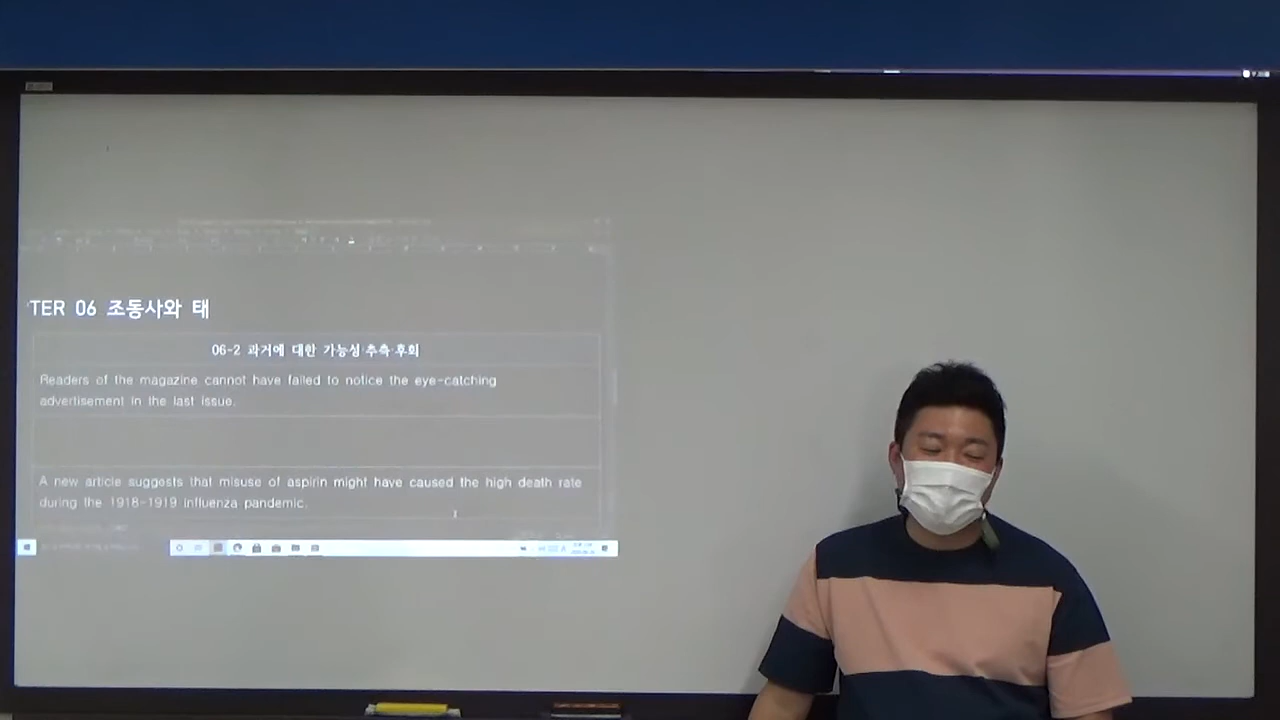 TER 06 조동사와 태
06-2 과거에 대한 가능성·추측·후회
Readers of the magazine cannot have failed to notice the eye-catching
advertisement in the last issue.
A new article suggests that misuse of aspirin might have caused the high death rate
during the 1918-1919 influenza pandemic.